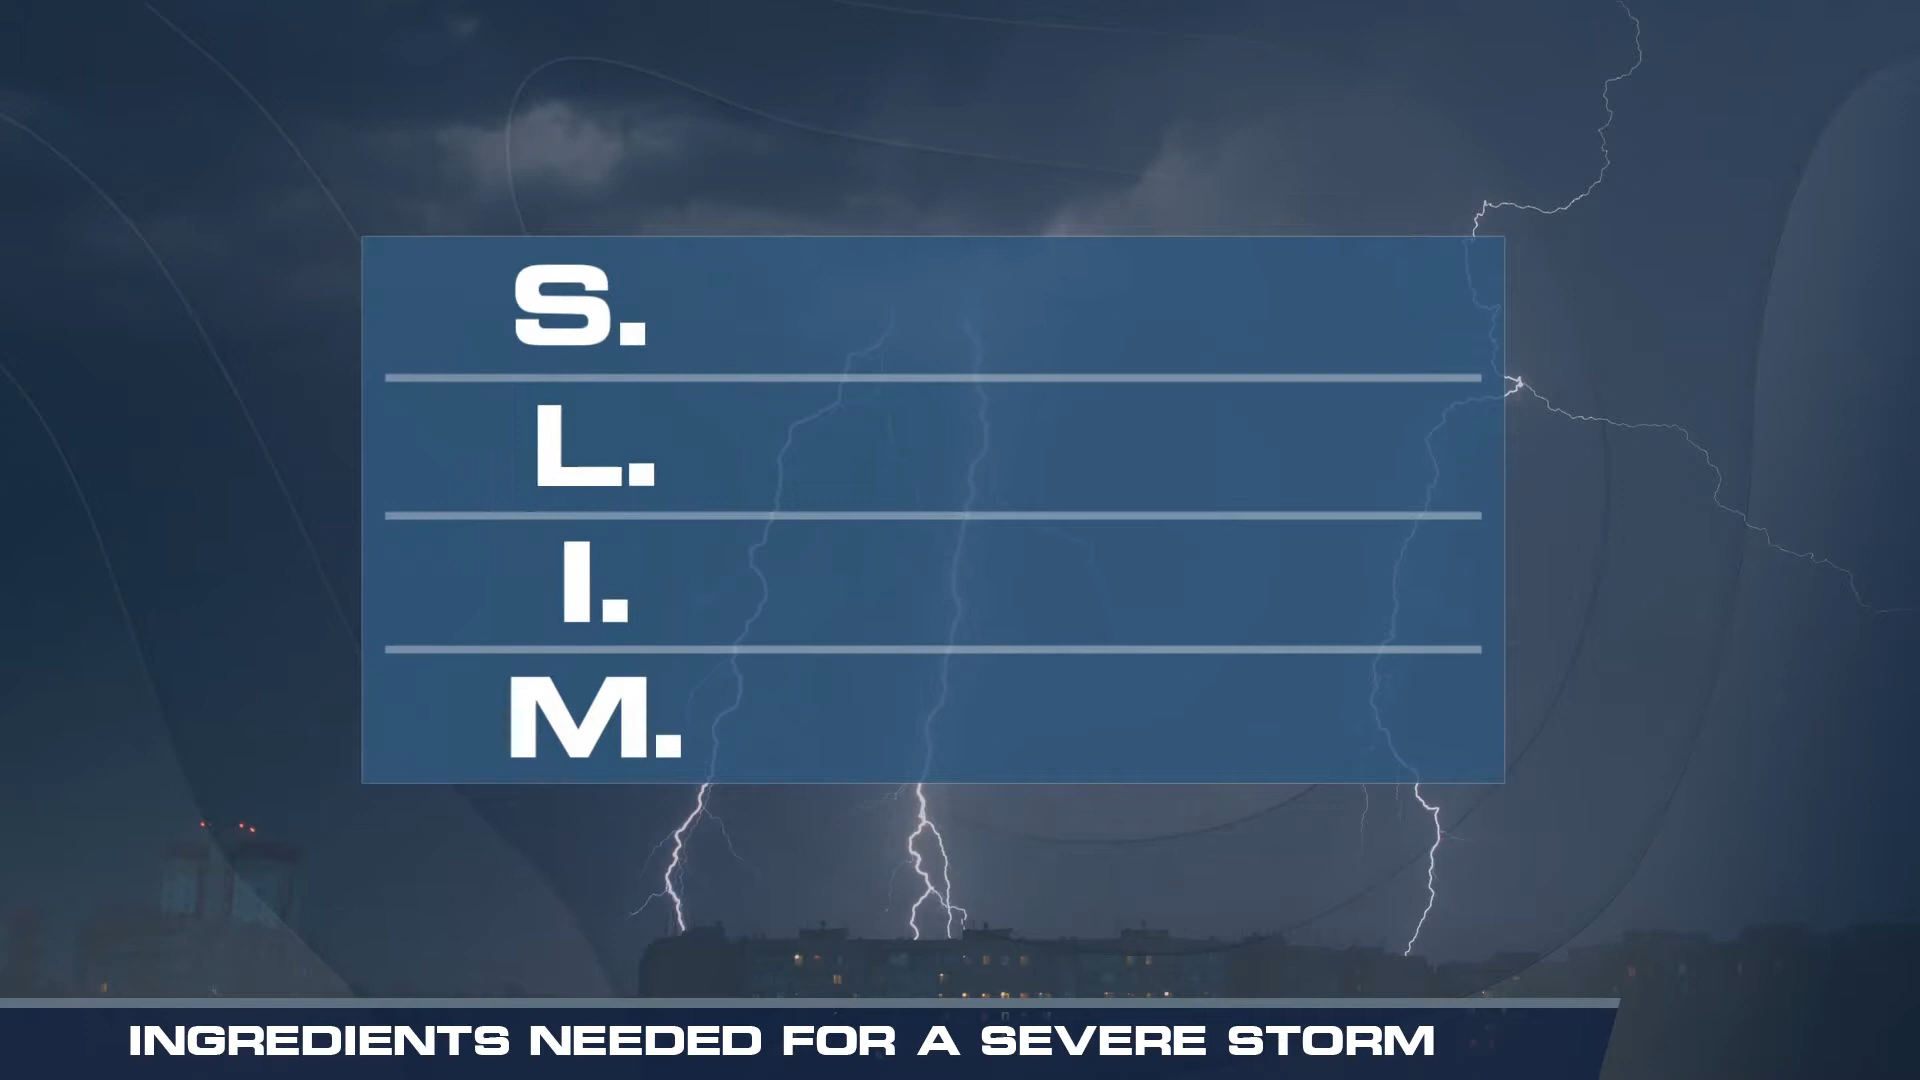 S.
L.
I.
M.
INGREDIENTS NEEDED FOR A SEVERE STORM